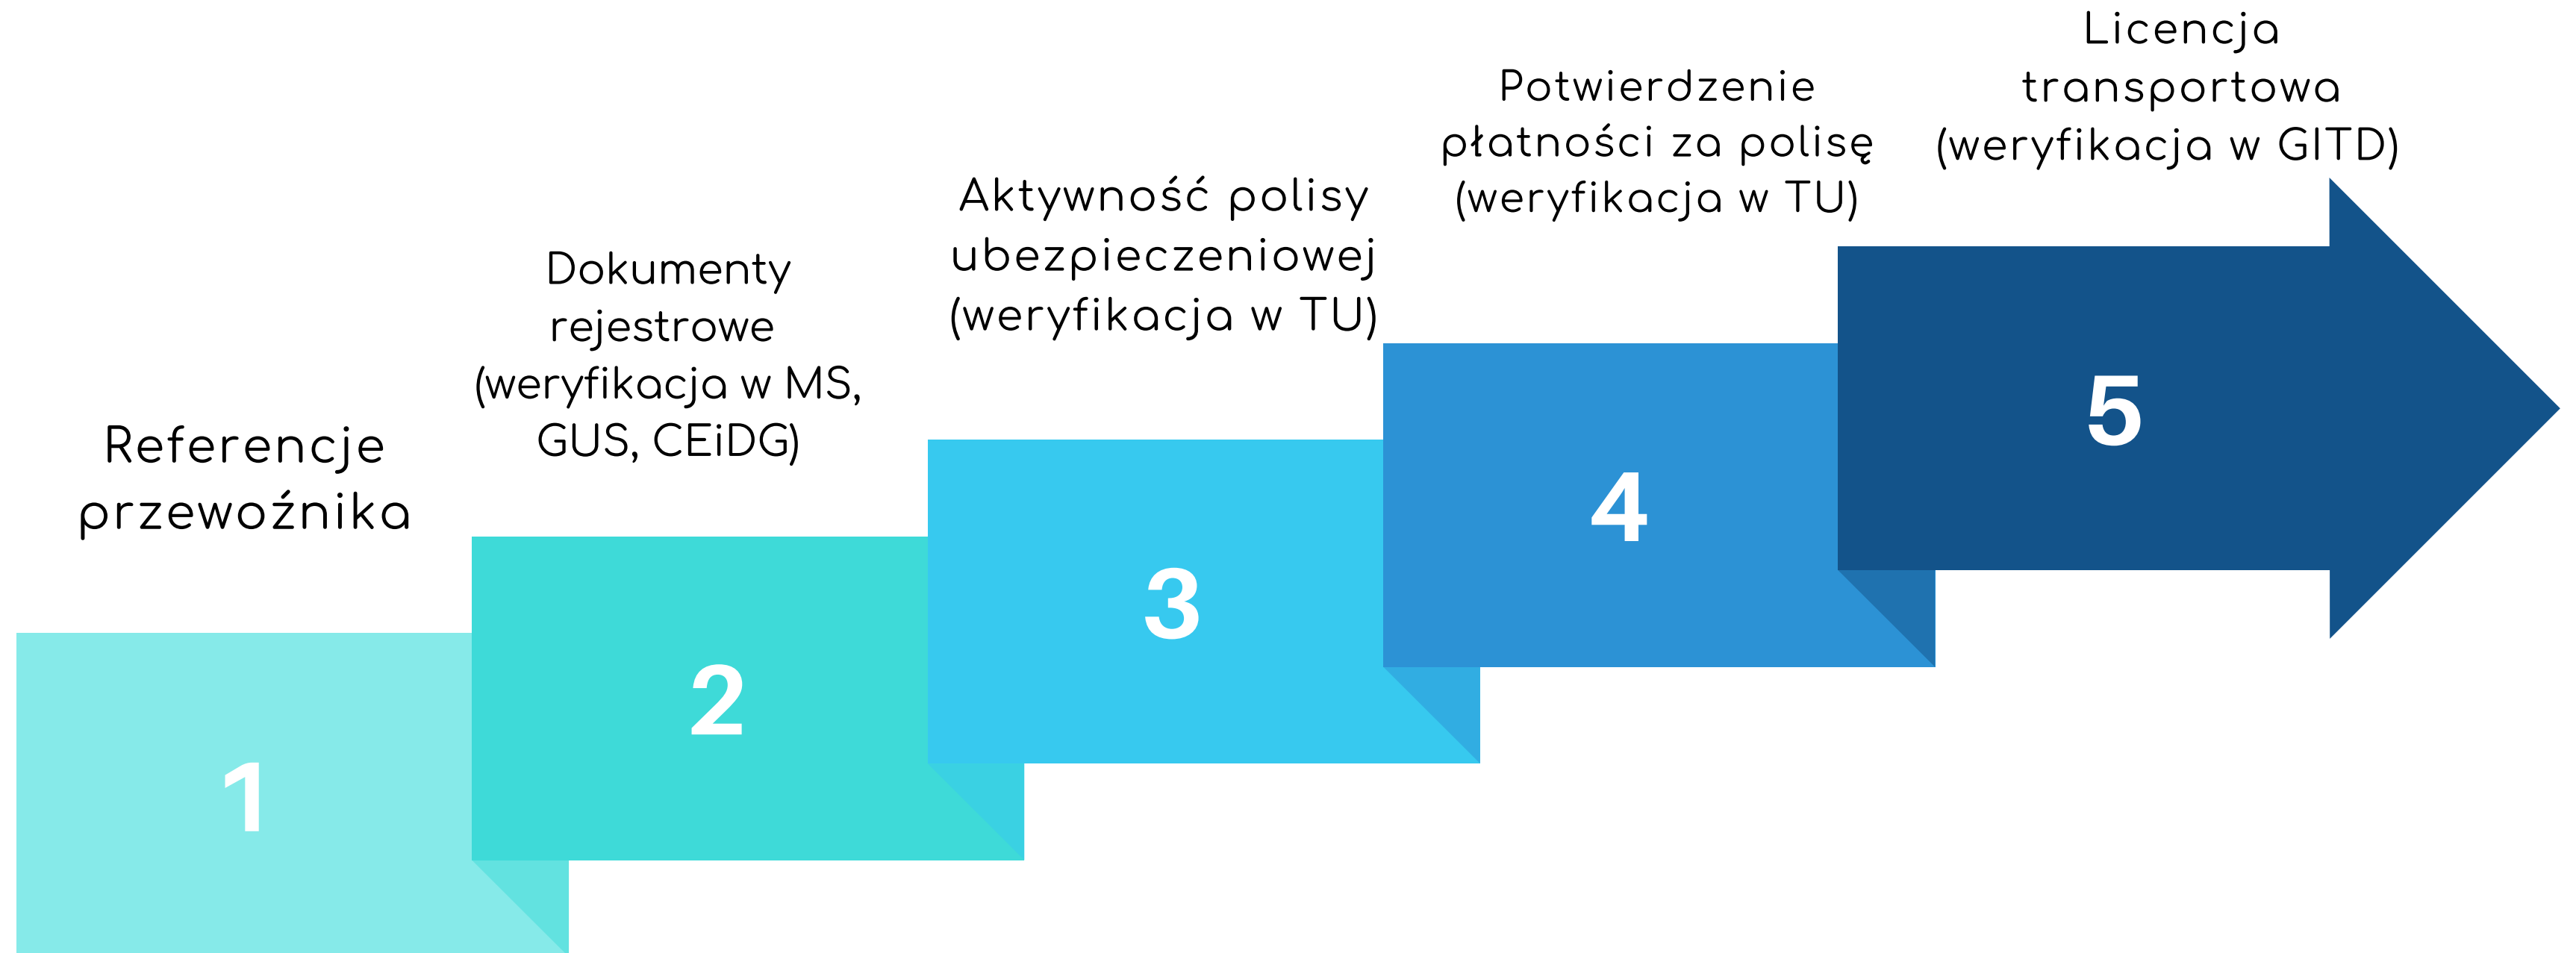 Referencje
przewoźnika
1
Dokumenty
rejestrowe
(weryfikacja w MS,
GUS, CEiDG)
2
Aktywność polisy
ubezpieczeniowej
(weryfikacja w TU)
3
Potwierdzenie
płatności za polisę
(weryfikacja w TU)
4
Licencja
transportowa
(weryfikacja w GITD)
5